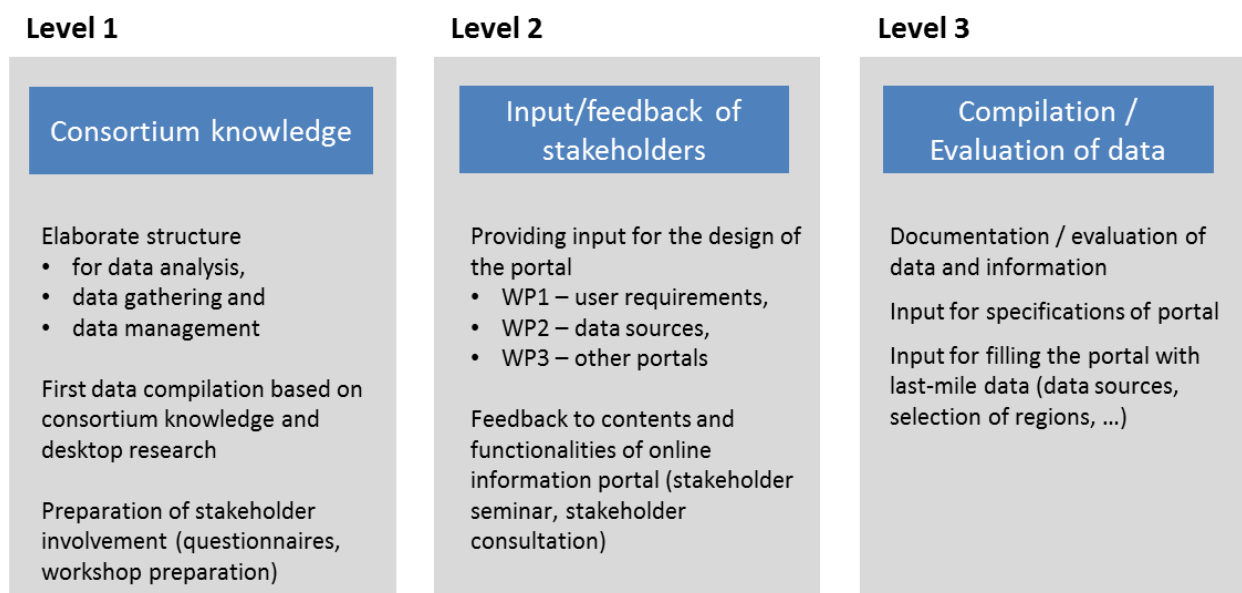 Level 1
Consortium knowledge
Elaborate structure
• for data analysis,
• data gathering and
• data management
First data compilation based on
consortium knowledge and
desktop research
Preparation of stakeholder
involvement (questionnaires,
workshop preparation)
Level 2
Input/feedback of
stakeholders
Providing input for the design of
the portal
• WP1 – user requirements,
• WP2 – data sources,
• WP3 – other portals
Feedback to contents and
functionalities of online
information portal (stakeholder
seminar, stakeholder
consultation)
Level 3
Compilation /
Evaluation of data
Documentation / evaluation of
data and information
Input for specifications of portal
Input for filling the portal with
last-mile data (data sources,
selection of regions, ...)